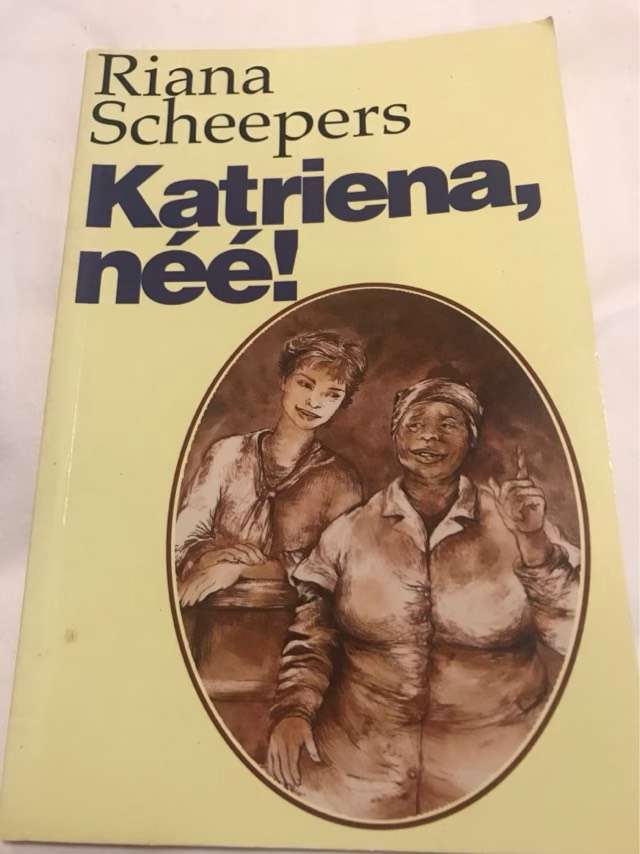 Riana
Scheepers
Katriena,
néé!